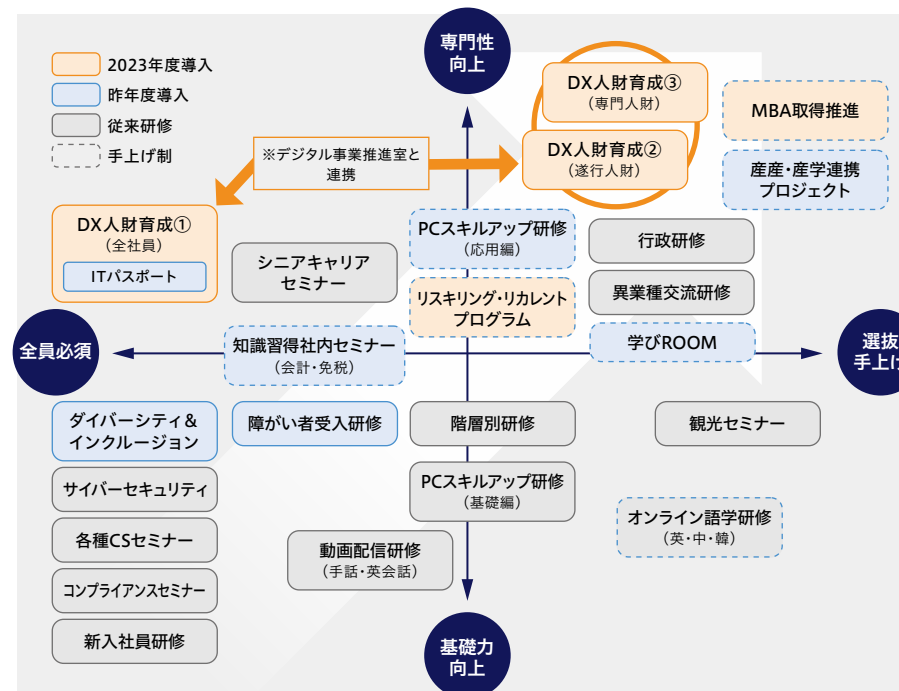 専門性
向上
2023年度導入
昨年度導入
従来研修
手上げ制
DX人財育成③
(専門人財)
DX人財育成②
(遂行人財)
MBA取得推進
産産・産学連携
プロジェクト
※デジタル事業推進室と
連携
DX人財育成①
(全社員)
ITパスポート
シニアキャリア
セミナー
PCスキルアップ研修
(応用編)
リスキリング・リカレント
プログラム
行政研修
異業種交流研修
全員必須
知識習得社内セミナー
(会計・免税)
学びROOM
選抜
手上げ
ダイバーシティ&
インクルージョン
障がい者受入研修
階層別研修
観光セミナー
サイバーセキュリティ
PCスキルアップ研修
(基礎編)
各種CSセミナー
オンライン語学研修
(英・中・韓)
動画配信研修
(手話・英会話)
コンプライアンスセミナー
新入社員研修
基礎力
向上